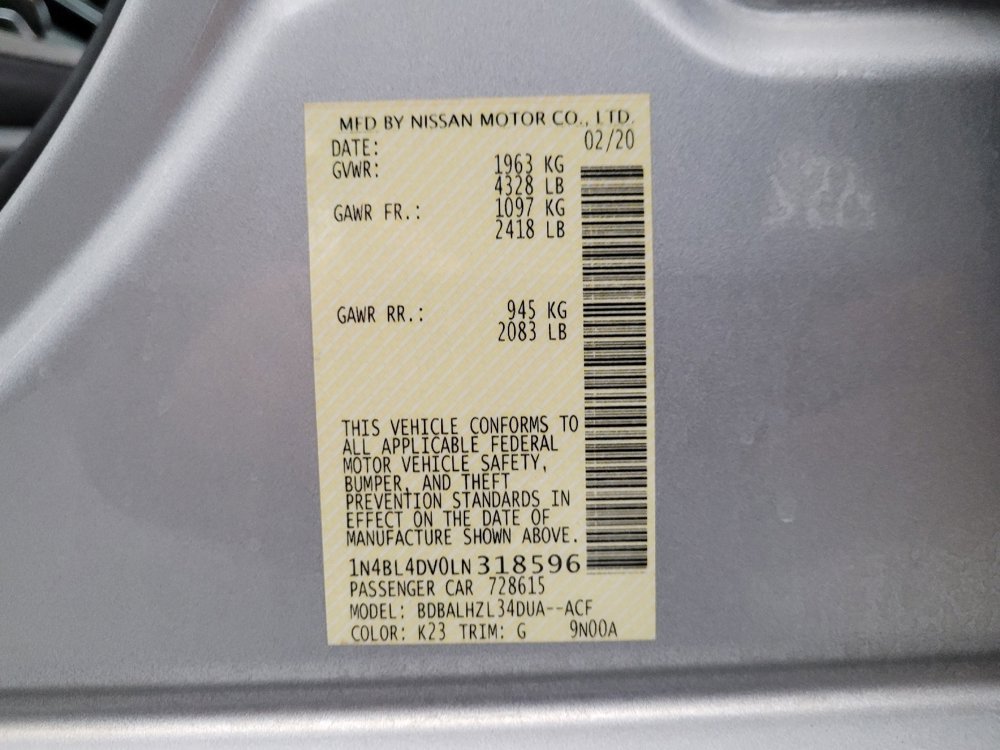 MFD BY NISSAN MOTOR CO., LTD.
DATE: 02/20
GVWR: 1963 KG
4328 LB
GAWR FR.: 1097 KG
2418 LB
GAWR RR.: 945 KG
2083 LB
THIS VEHICLE CONFORMS TO
ALL APPLICABLE FEDERAL
MOTOR VEHICLE SAFETY,
BUMPER, AND THEFT
PREVENTION STANDARDS IN
EFFECT ON THE DATE OF
MANUFACTURE SHOWN ABOVE.
1N4BL4DV0LN318596
PASSENGER CAR 728615
MODEL: BDBALHZL34DUA--ACF
COLOR: K23 TRIM: G 9N00A